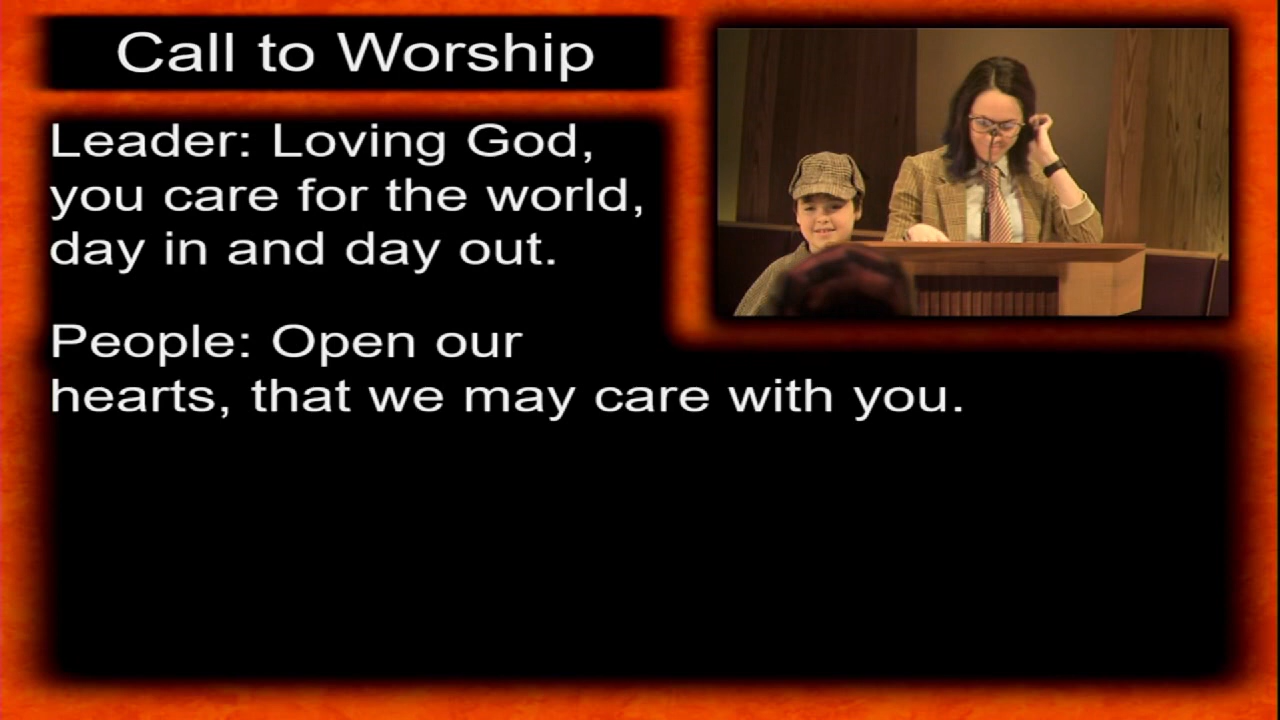 Call to Worship
Leader: Loving God,
you care for the world,
day in and day out.
People: Open our
hearts, that we may care with you.